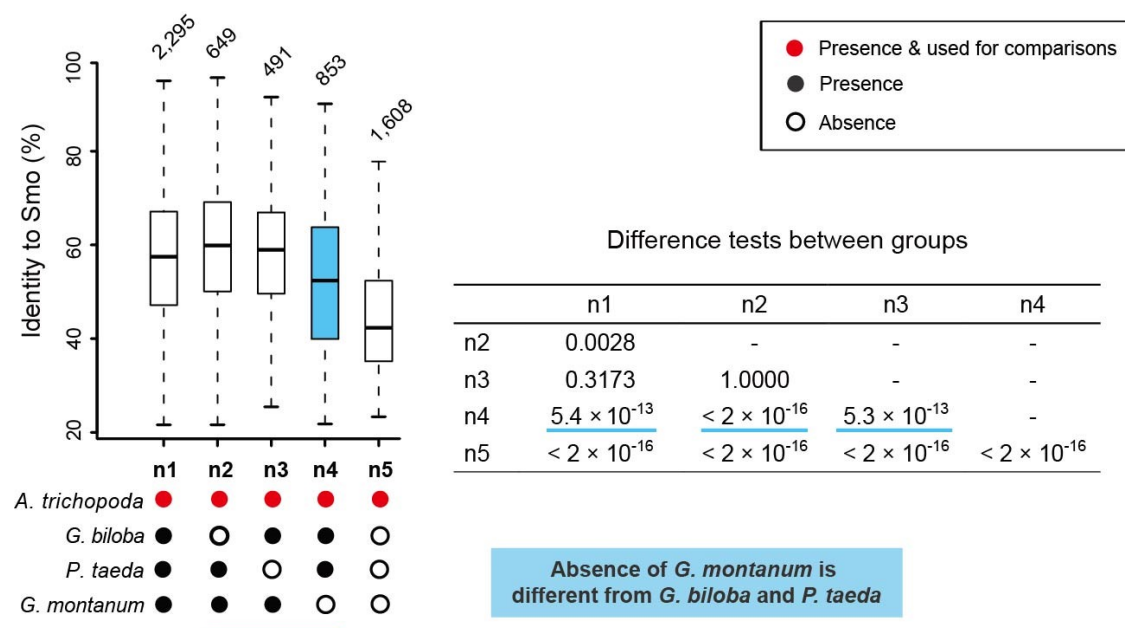 2,295
649
491
853
1,608
Identity to Smo (%)
100
80
60
40
20
n1 n2 n3 n4 n5
A. trichopoda
G. biloba
P. taeda
G. montanum
Presence & used for comparisons
Presence
Absence
Difference tests between groups
n1 n2 n3 n4
n2 0.0028 - - -
n3 0.3173 1.0000 - -
n4 5.4 × 10⁻¹³ < 2 × 10⁻¹⁶ 5.3 × 10⁻¹³ -
n5 < 2 × 10⁻¹⁶ < 2 × 10⁻¹⁶ < 2 × 10⁻¹⁶ < 2 × 10⁻¹⁶
Absence of G. montanum is
different from G. biloba and P. taeda